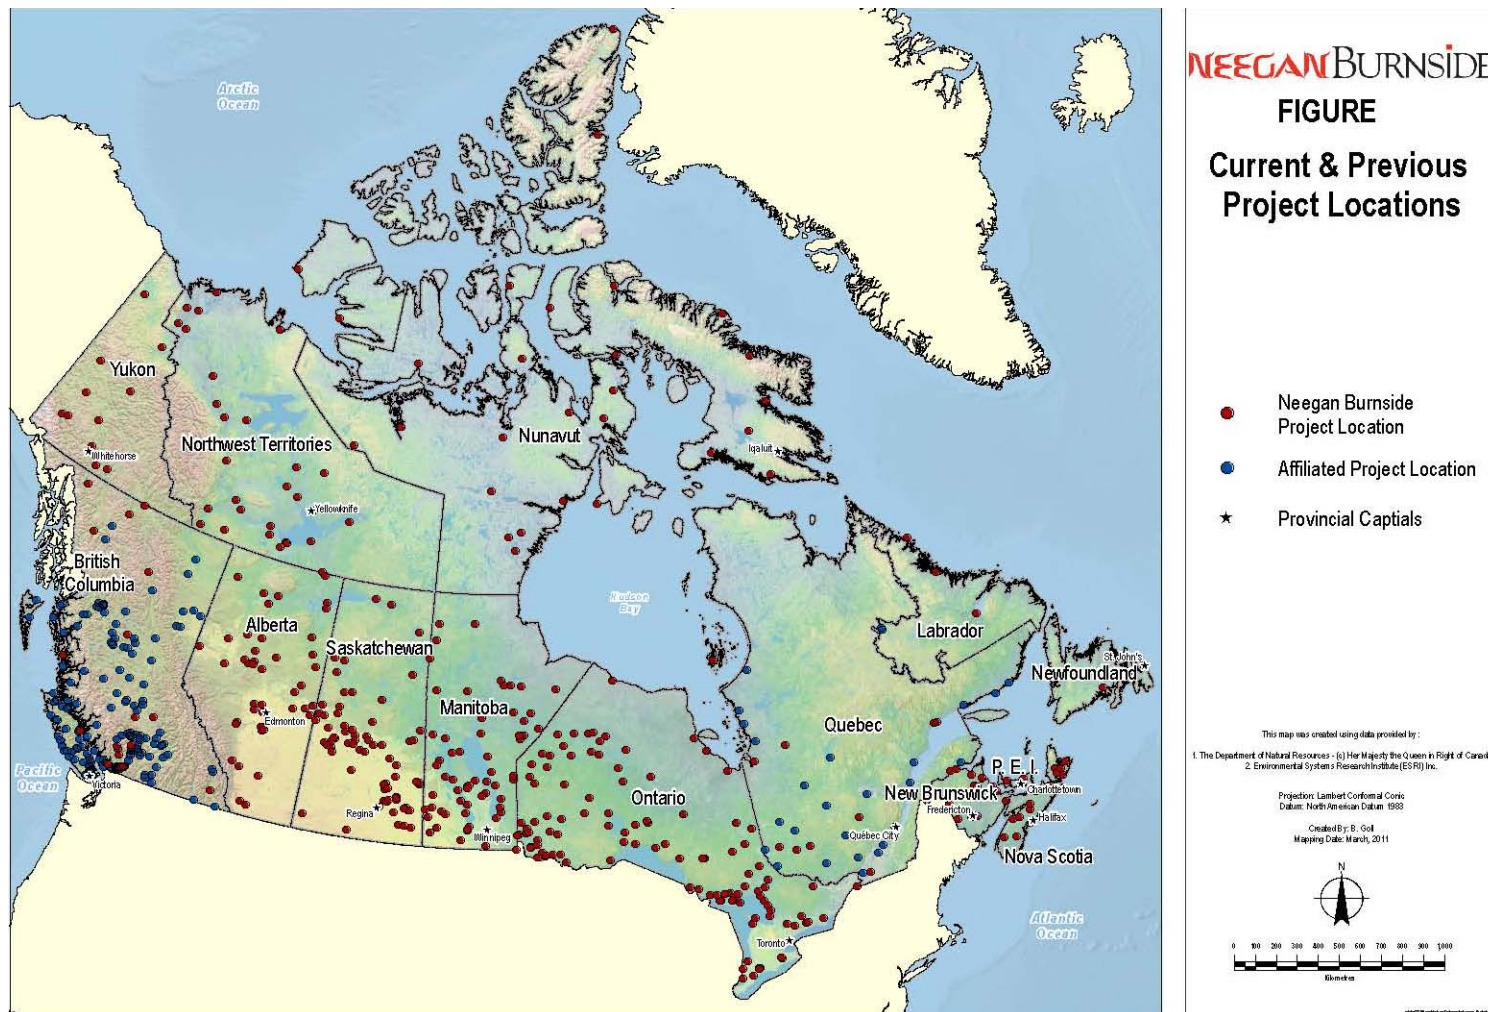 Arctic
Ocean
Yukon
Northwest Territories
Nunavut
Iqaluit
Whitehorse
Yellowknife
British
Columbia
Alberta
Saskatchewan
Hudson
Bay
Labrador
St. John's
Newfoundland
Edmonton
Manitoba
Quebec
Pacific
Ocean
Victoria
Ontario
P.E.I.
New Brunswick
Charlottetown
Fredericton
Halifax
Regina
Winnipeg
Québec City
Nova Scotia
Toronto
Atlantic
Ocean
NEEGAN BURNSIDE
FIGURE
Current & Previous
Project Locations
Neegan Burnside
Project Location
Affiliated Project Location
Provincial Captials
This map was created using data provided by :
1. The Department of Natural Resources - (c) Her Majesty the Queen in Right of Canad
2. Environmental Systems Research Institute (ESRI) Inc.
Projection: Lambert Conformal Conic
Datum: North American Datum 1983
Created By: B. Goll
Mapping Date: March, 2011
N
0 100 200 300 400 500 600 700 800 900 1,000
Kilometres